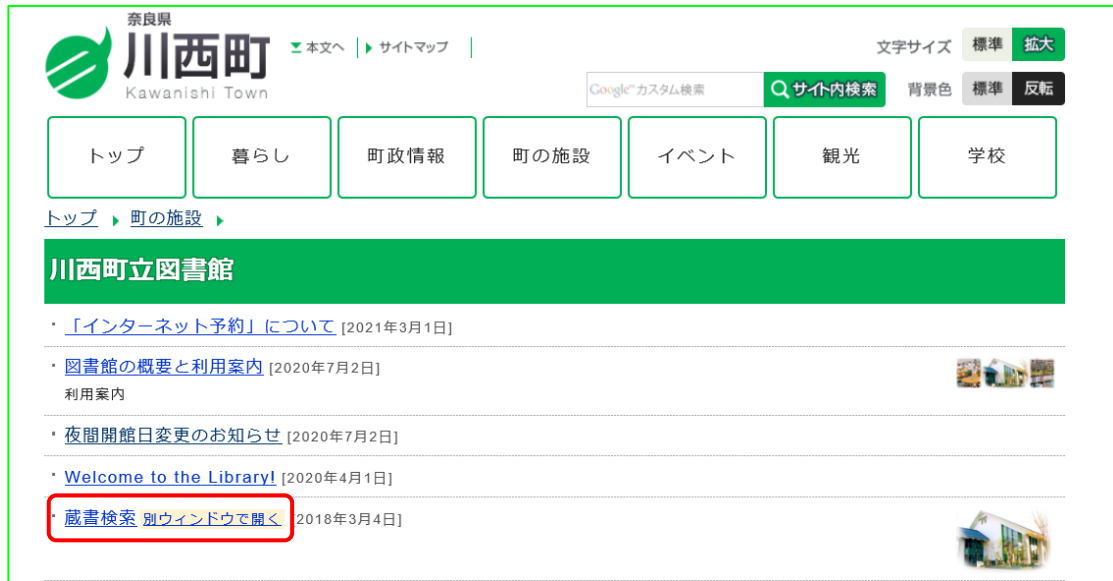 奈良県
川西町
Kawanishi Town
本文へ サイトマップ
文字サイズ 標準 拡大
Google™カスタム検索 サイト内検索 背景色 標準 反転
トップ 暮らし 町政情報 町の施設 イベント 観光 学校
トップ 町の施設
川西町立図書館
・「インターネット予約」について [2021年3月1日]
・図書館の概要と利用案内 [2020年7月2日]
利用案内
・夜間開館日変更のお知らせ [2020年7月2日]
・Welcome to the Library! [2020年4月1日]
・蔵書検索 別ウィンドウで開く [2018年3月4日]